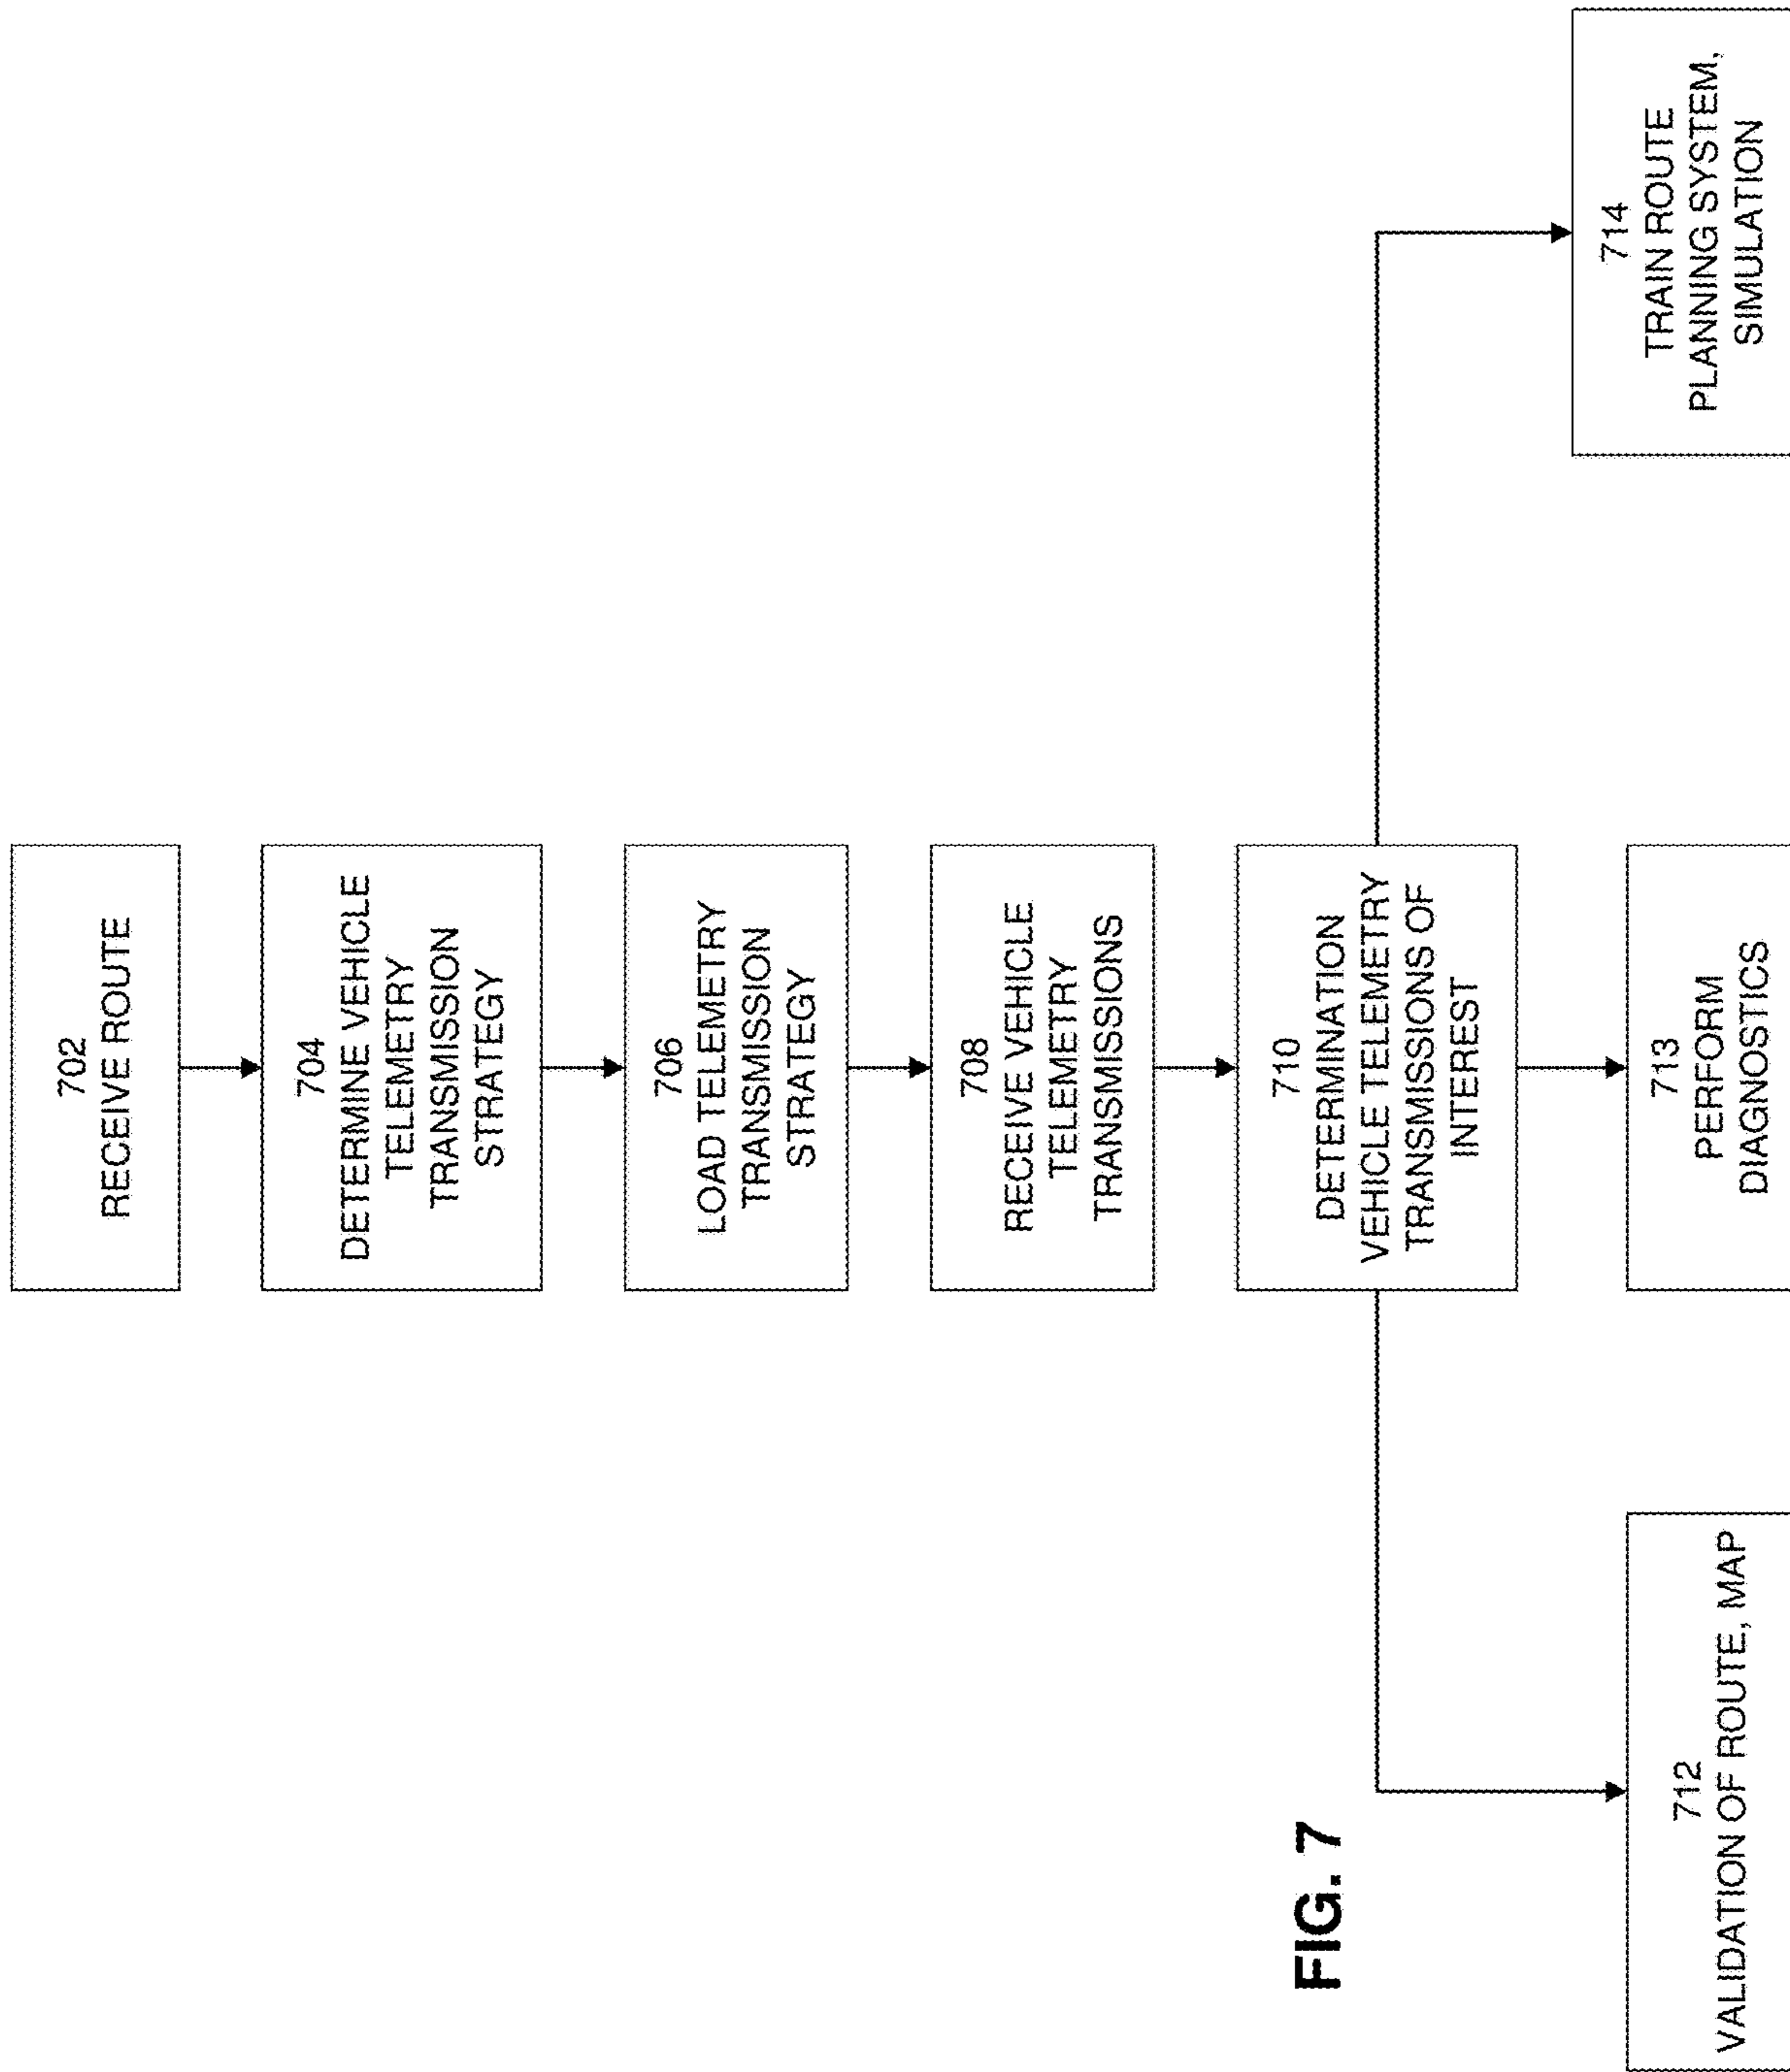 702
RECEIVE ROUTE
704
DETERMINE VEHICLE
TELEMETRY
TRANSMISSION
STRATEGY
706
LOAD TELEMETRY
TRANSMISSION
STRATEGY
708
RECEIVE VEHICLE
TELEMETRY
TRANSMISSIONS
710
DETERMINATION
VEHICLE TELEMETRY
TRANSMISSIONS OF
INTEREST
712
VALIDATION OF ROUTE, MAP
713
PERFORM
DIAGNOSTICS
714
TRAIN ROUTE
PLANNING SYSTEM,
SIMULATION
FIG. 7